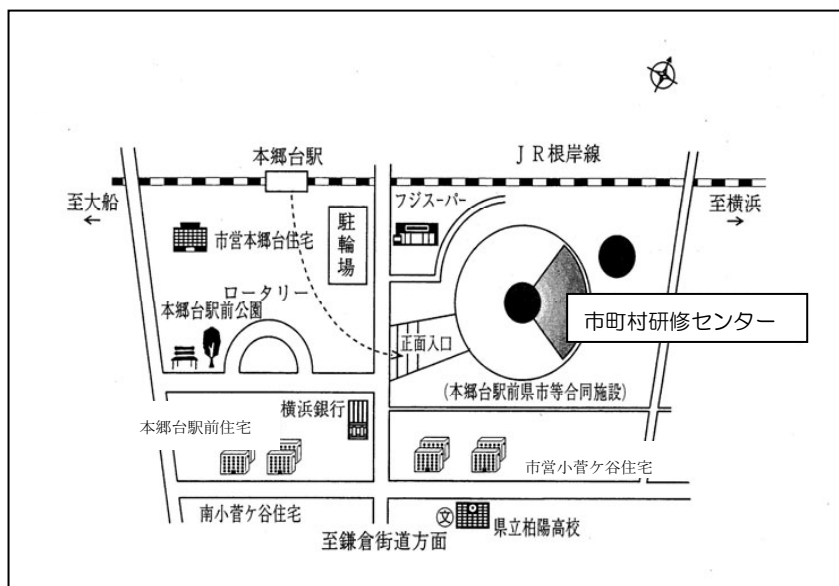 本郷台駅
JR根岸線
至大船
←
フジスーパー
至横浜
→
駐輪場
市営本郷台住宅
ロータリー
本郷台駅前公園
市町村研修センター
正面入口
(本郷台駅前県市等合同施設)
横浜銀行
本郷台駅前住宅
市営小菅ケ谷住宅
南小菅ケ谷住宅
文
県立柏陽高校
至鎌倉街道方面